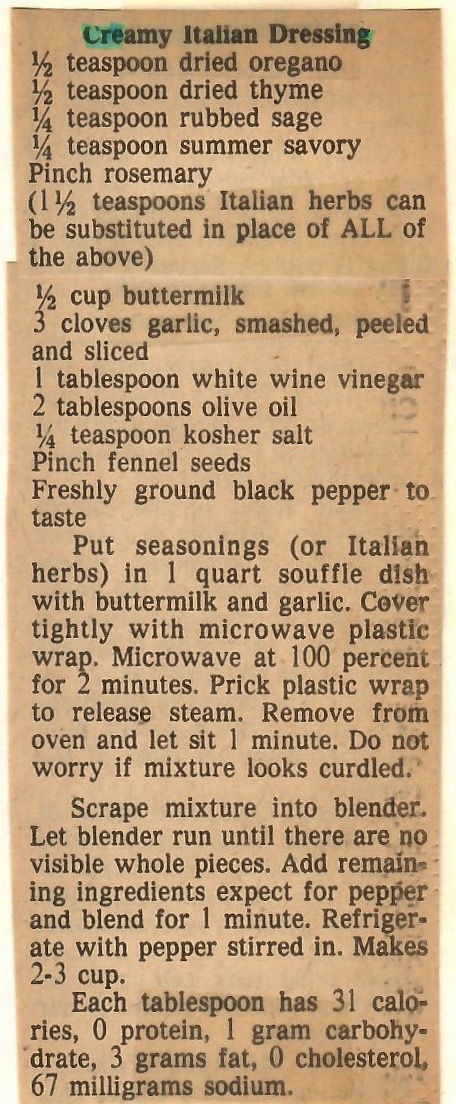 Creamy Italian Dressing
½ teaspoon dried oregano
½ teaspoon dried thyme
¼ teaspoon rubbed sage
¼ teaspoon summer savory
Pinch rosemary
(1½ teaspoons Italian herbs can
be substituted in place of ALL of
the above)
½ cup buttermilk
3 cloves garlic, smashed, peeled
and sliced
1 tablespoon white wine vinegar
2 tablespoons olive oil
¼ teaspoon kosher salt
Pinch fennel seeds
Freshly ground black pepper to
taste
Put seasonings (or Italian
herbs) in 1 quart souffle dish
with buttermilk and garlic. Cover
tightly with microwave plastic
wrap. Microwave at 100 percent
for 2 minutes. Prick plastic wrap
to release steam. Remove from
oven and let sit 1 minute. Do not
worry if mixture looks curdled.
Scrape mixture into blender.
Let blender run until there are no
visible whole pieces. Add remain-
ing ingredients expect for pepper
and blend for 1 minute. Refriger-
ate with pepper stirred in. Makes
2-3 cup.
Each tablespoon has 31 calo-
ries, 0 protein, 1 gram carbohy-
drate, 3 grams fat, 0 cholesterol,
67 milligrams sodium.